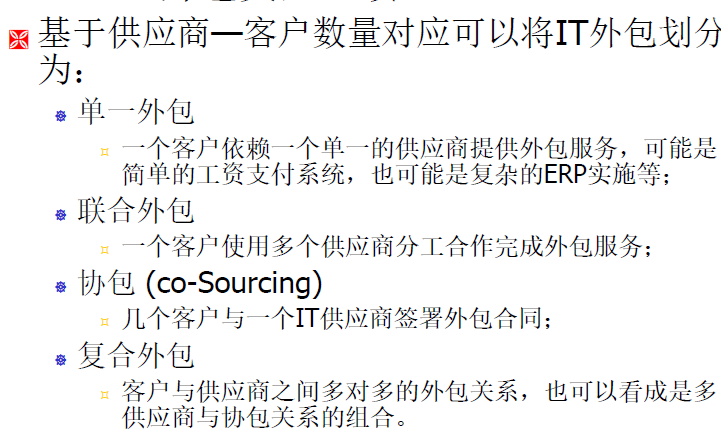 基于供应商—客户数量对应可以将IT外包划分
为：
单一外包
一个客户依赖一个单一的供应商提供外包服务，可能是
简单的工资支付系统，也可能是复杂的ERP实施等；
联合外包
一个客户使用多个供应商分工合作完成外包服务；
协包 (co-Sourcing)
几个客户与一个IT供应商签署外包合同；
复合外包
客户与供应商之间多对多的外包关系，也可以看成是多
供应商与协包关系的组合。